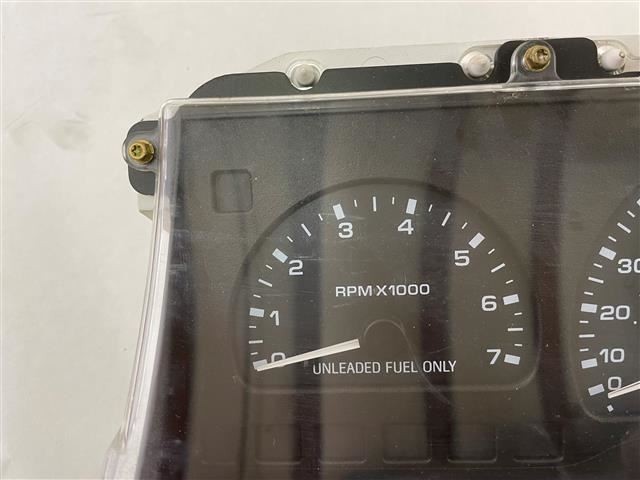 0 1 2 3 4 5 6 7
RPM X1000
UNLEADED FUEL ONLY
0 10 20 30